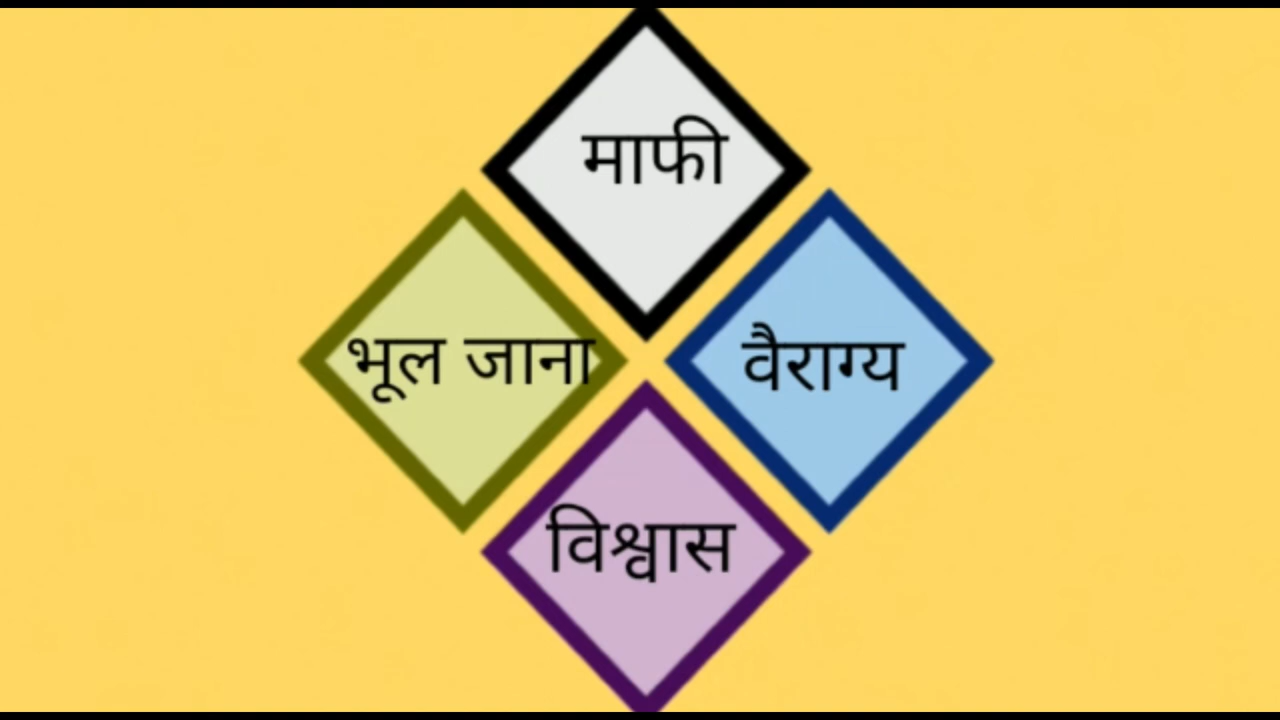 माफी
भूल जाना
वैराग्य
विश्वास